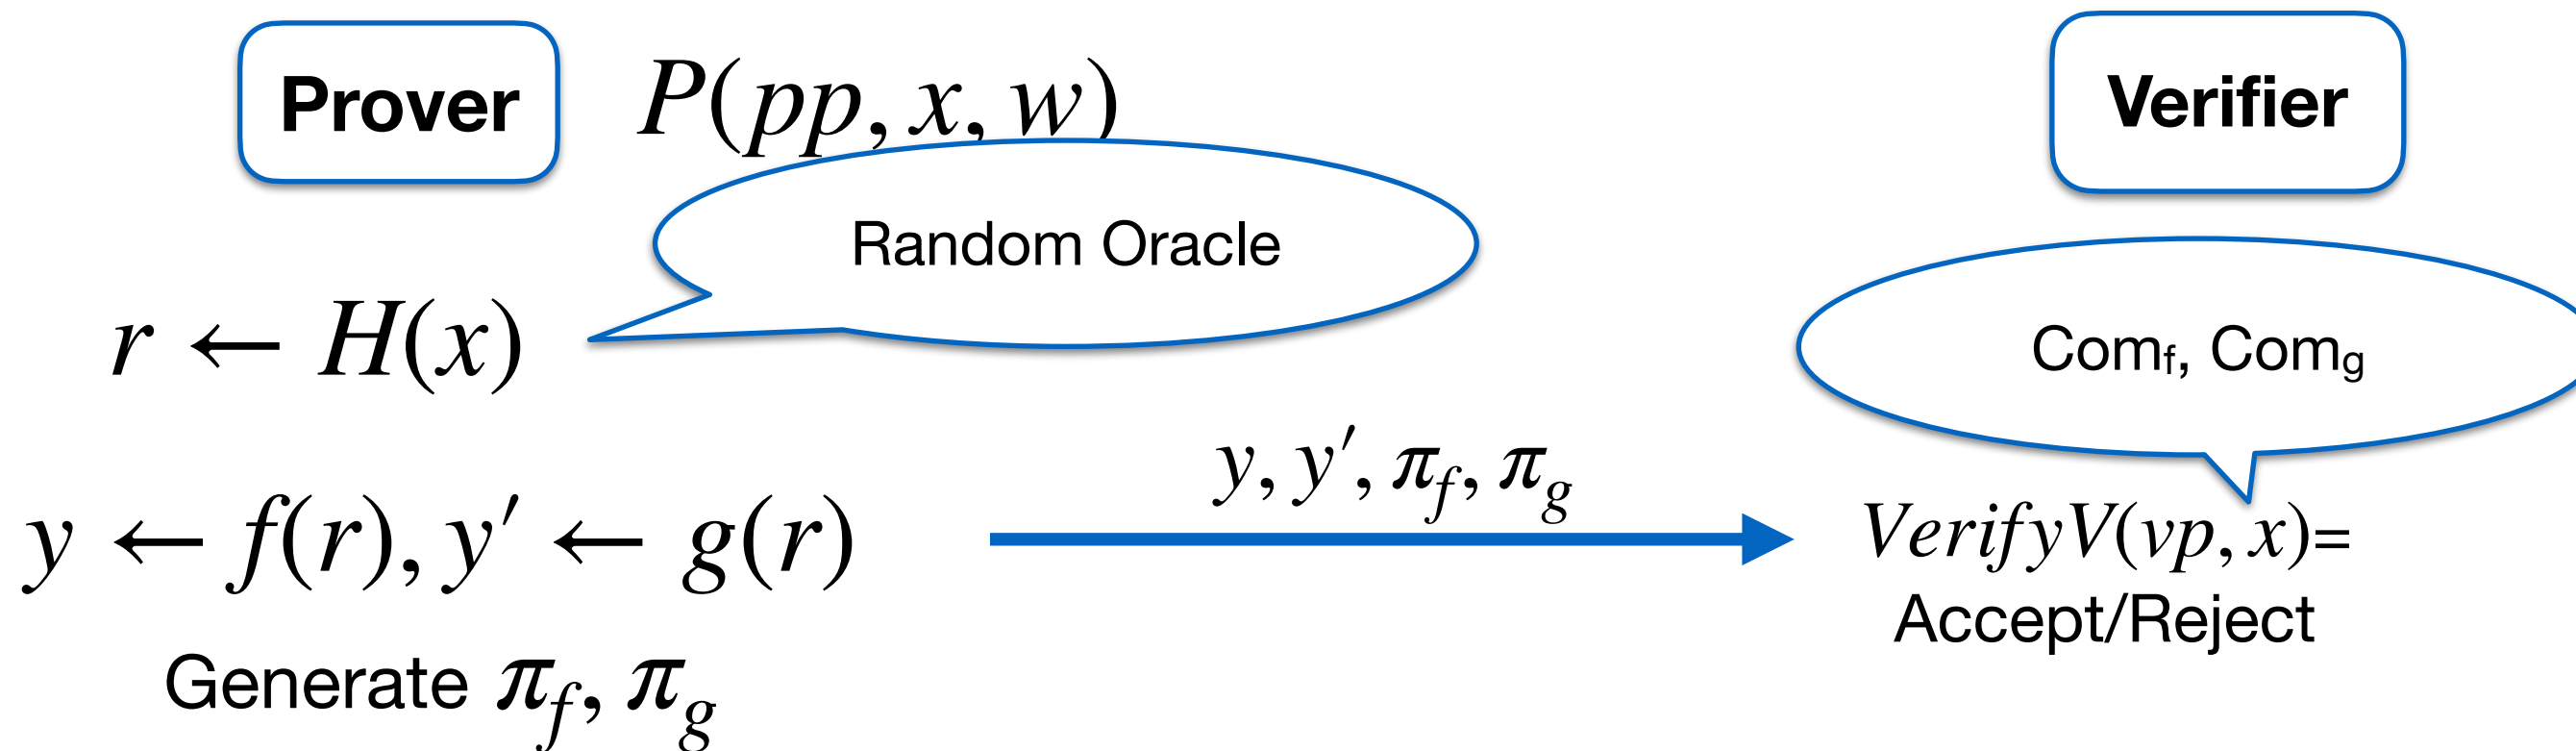 Prover P(pp, x, w) Verifier
Random Oracle
r ← H(x)
Com_f, Com_g
y, y′, π_f, π_g
y ← f(r), y′ ← g(r)
VerifyV(vp, x)=
Accept/Reject
Generate π_f, π_g